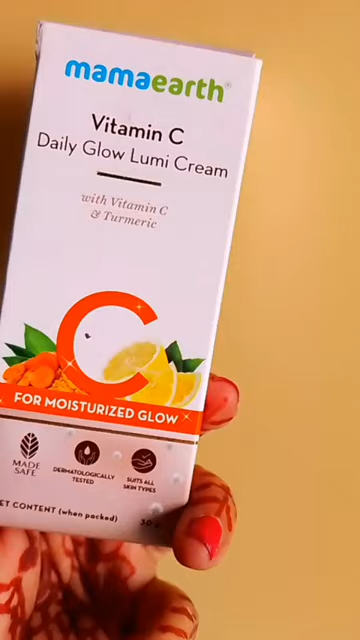 mamaearth®
Vitamin C
Daily Glow Lumi Cream
with Vitamin C
& Turmeric
C
FOR MOISTURIZED GLOW
MADE
SAFE
DERMATOLOGICALLY
TESTED
SUITS ALL
SKIN TYPES
ET CONTENT (when packed)